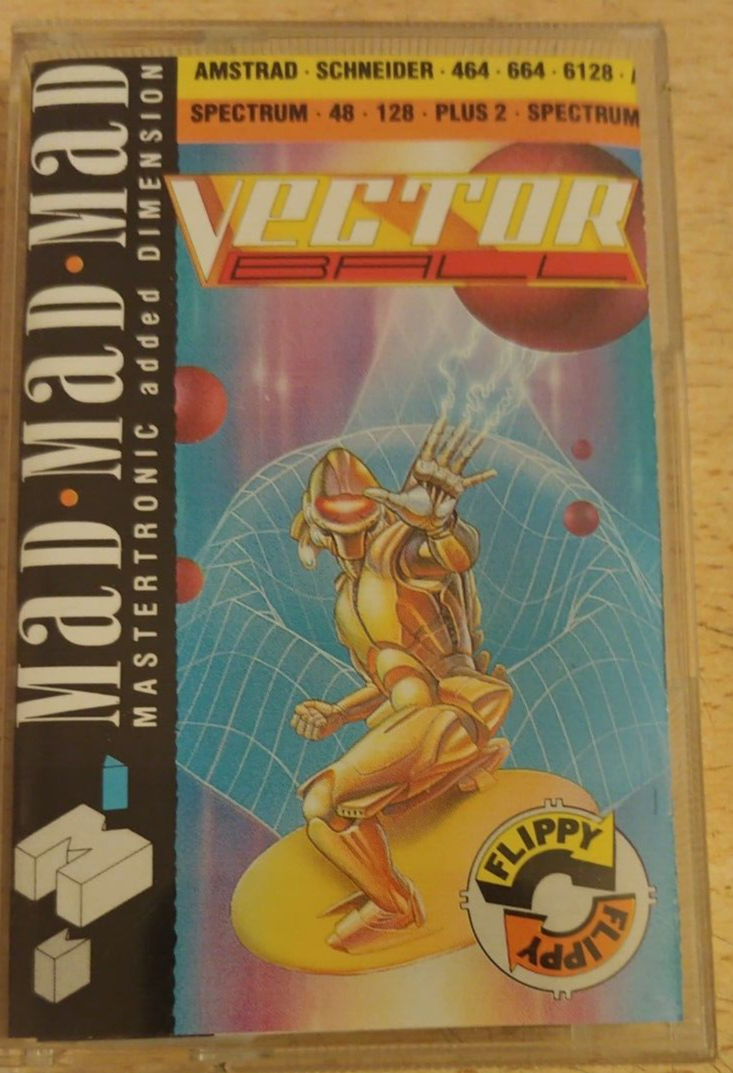 AMSTRAD · SCHNEIDER · 464 · 664 · 6128 ·
SPECTRUM · 48 · 128 · PLUS 2 · SPECTRUM
VECTOR
BALL
MAD·MAD·MAD
MASTERTRONIC added DIMENSION
FLIPPY
FLIPPY